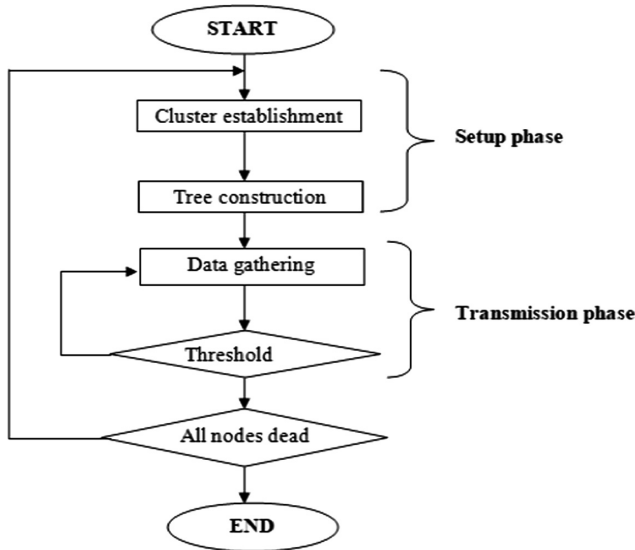 START
Cluster establishment
Setup phase
Tree construction
Data gathering
Transmission phase
Threshold
All nodes dead
END